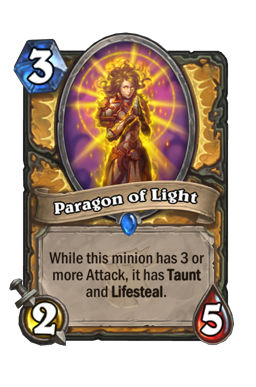 3
Paragon of Light
While this minion has 3 or
more Attack, it has Taunt
and Lifesteal.
2
5